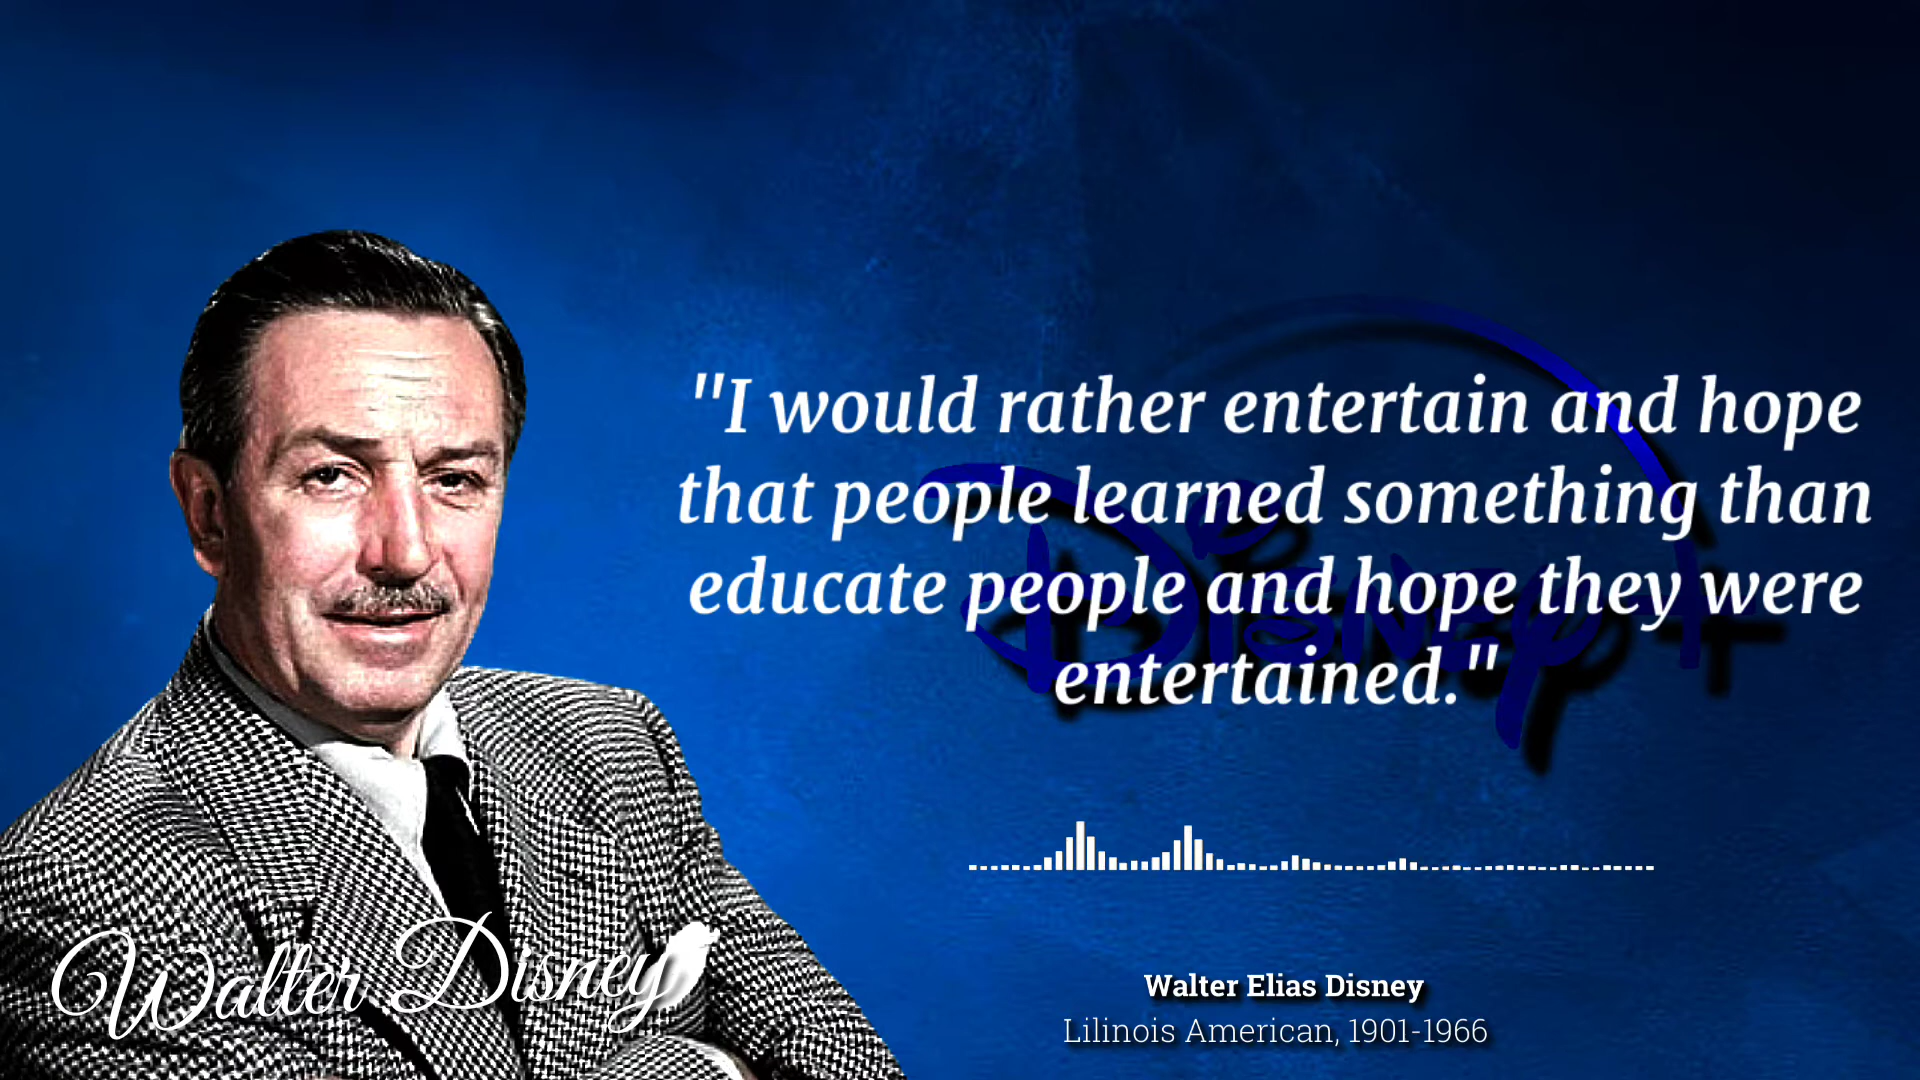 "I would rather entertain and hope
that people learned something than
educate people and hope they were
entertained."
Disney+
Walter Disney
Walter Elias Disney
Lilinois American, 1901-1966